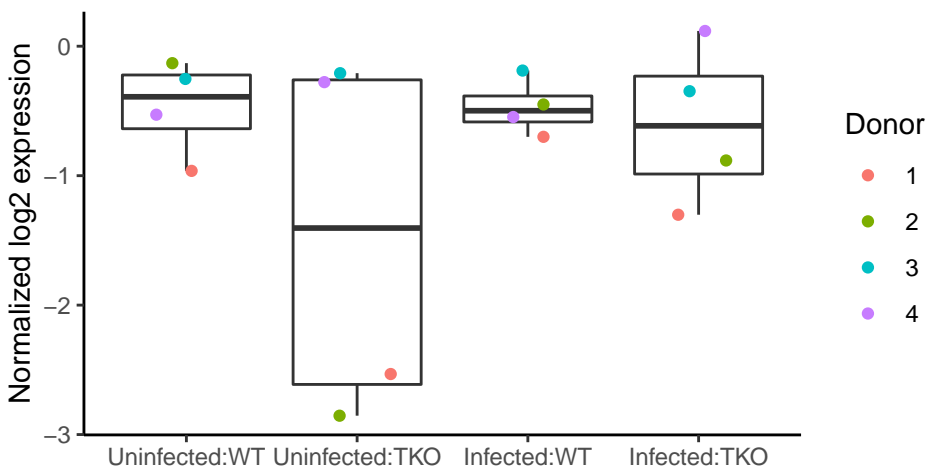 Normalized log2 expression
0
−1
−2
−3
Uninfected:WT
Uninfected:TKO
Infected:WT
Infected:TKO
Donor
1
2
3
4